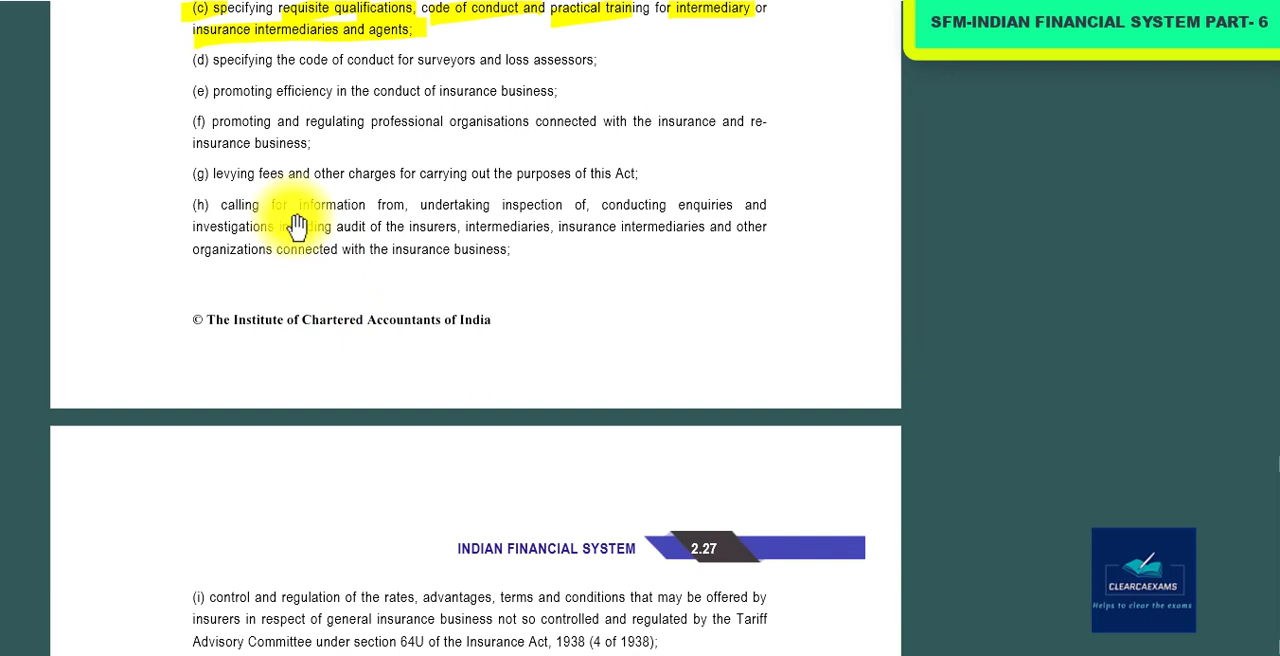 (c) specifying requisite qualifications, code of conduct and practical training for intermediary or
insurance intermediaries and agents;
(d) specifying the code of conduct for surveyors and loss assessors;
(e) promoting efficiency in the conduct of insurance business;
(f) promoting and regulating professional organisations connected with the insurance and re-
insurance business;
(g) levying fees and other charges for carrying out the purposes of this Act;
(h) calling for information from, undertaking inspection of, conducting enquiries and
investigations including audit of the insurers, intermediaries, insurance intermediaries and other
organizations connected with the insurance business;
© The Institute of Chartered Accountants of India
INDIAN FINANCIAL SYSTEM 2.27
(i) control and regulation of the rates, advantages, terms and conditions that may be offered by
insurers in respect of general insurance business not so controlled and regulated by the Tariff
Advisory Committee under section 64U of the Insurance Act, 1938 (4 of 1938);
SFM-INDIAN FINANCIAL SYSTEM PART- 6
CLEARCAEXAMS
Helps to clear the exams